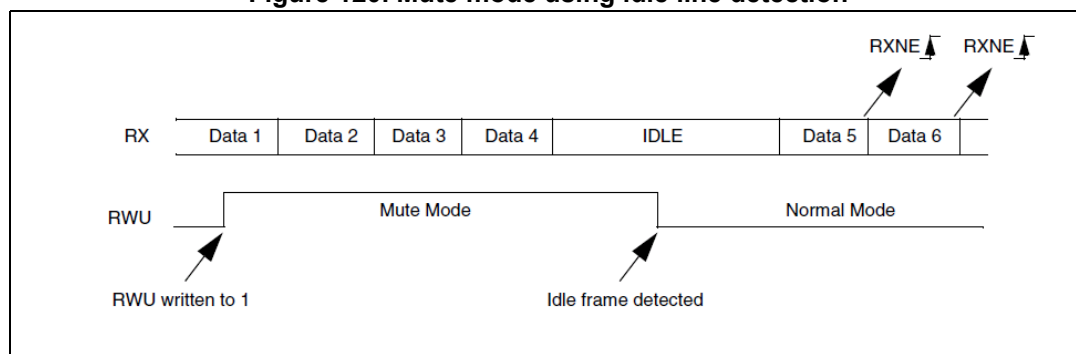 RXNE RXNE
RX Data 1 Data 2 Data 3 Data 4 IDLE Data 5 Data 6
RWU Mute Mode Normal Mode
RWU written to 1 Idle frame detected